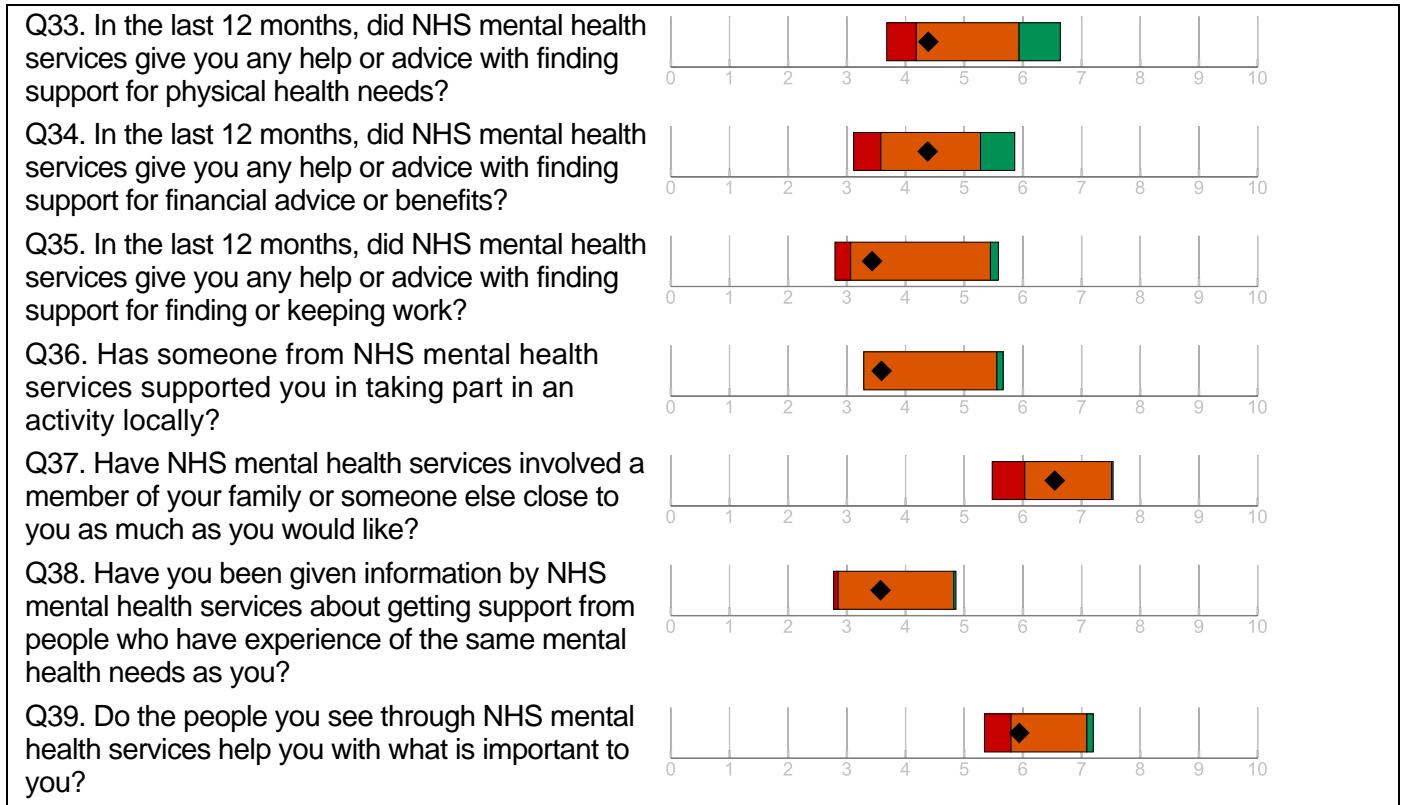 Q33. In the last 12 months, did NHS mental health
services give you any help or advice with finding
support for physical health needs?
0 1 2 3 4 5 6 7 8 9 10
Q34. In the last 12 months, did NHS mental health
services give you any help or advice with finding
support for financial advice or benefits?
0 1 2 3 4 5 6 7 8 9 10
Q35. In the last 12 months, did NHS mental health
services give you any help or advice with finding
support for finding or keeping work?
0 1 2 3 4 5 6 7 8 9 10
Q36. Has someone from NHS mental health
services supported you in taking part in an
activity locally?
0 1 2 3 4 5 6 7 8 9 10
Q37. Have NHS mental health services involved a
member of your family or someone else close to
you as much as you would like?
0 1 2 3 4 5 6 7 8 9 10
Q38. Have you been given information by NHS
mental health services about getting support from
people who have experience of the same mental
health needs as you?
0 1 2 3 4 5 6 7 8 9 10
Q39. Do the people you see through NHS mental
health services help you with what is important to
you?
0 1 2 3 4 5 6 7 8 9 10